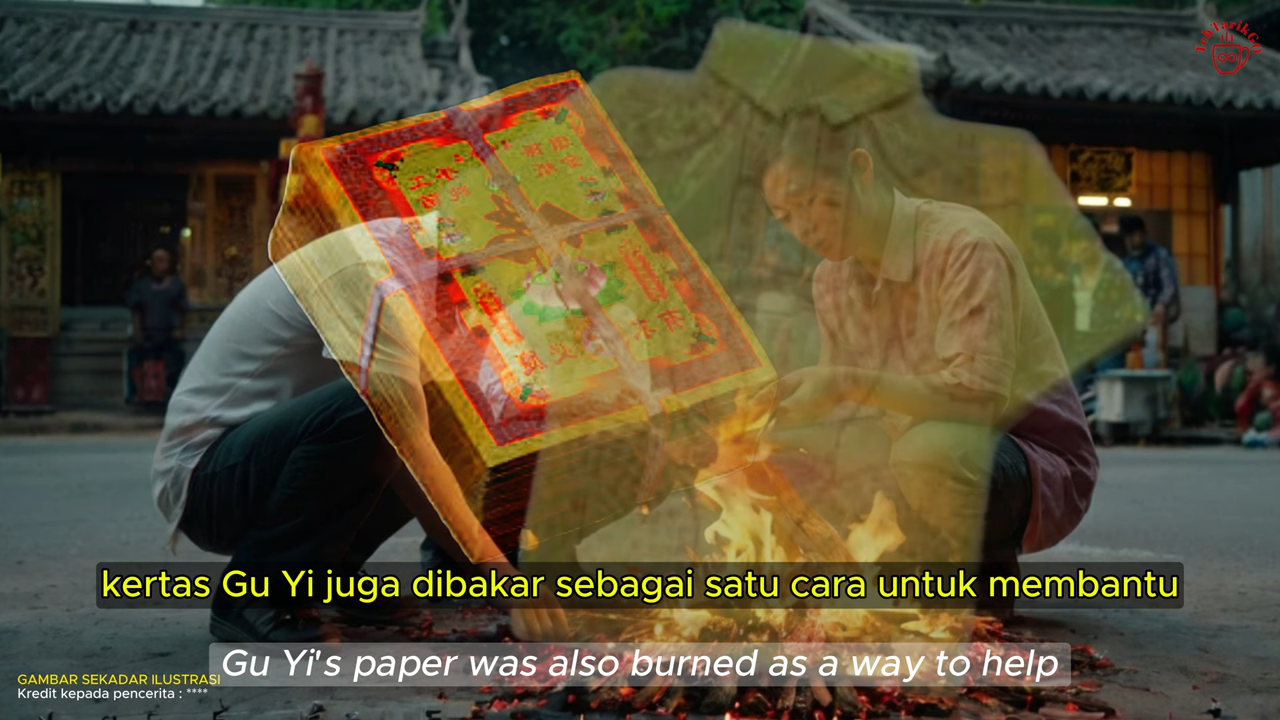 TehTarikGo
kertas Gu Yi juga dibakar sebagai satu cara untuk membantu
Gu Yi's paper was also burned as a way to help
GAMBAR SEKADAR ILUSTRASI
Kredit kepada pencerita : ****